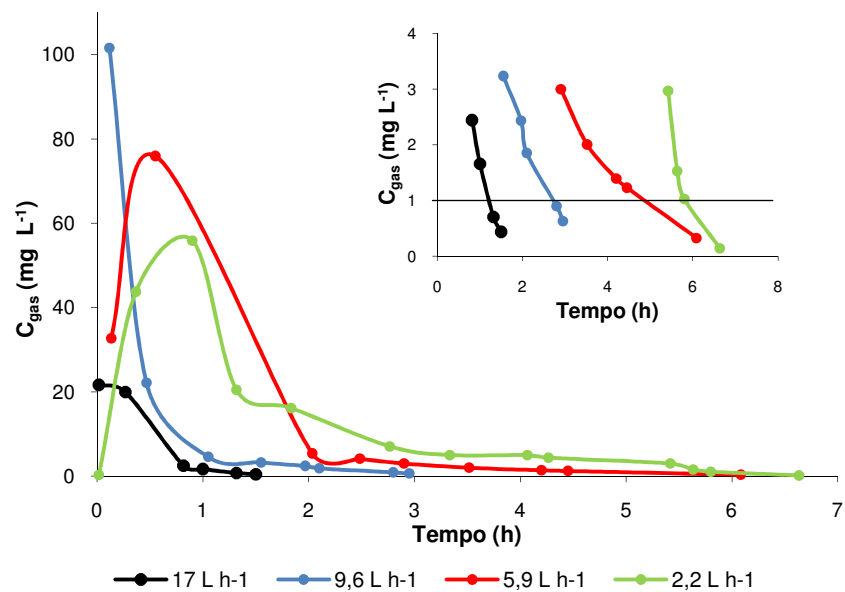 100
80
60
40
20
0
C_gas (mg L⁻¹)
0 1 2 3 4 5 6 7
Tempo (h)
4
3
2
1
0
C_gas (mg L⁻¹)
0 2 4 6 8
Tempo (h)
17 L h-1 9,6 L h-1 5,9 L h-1 2,2 L h-1